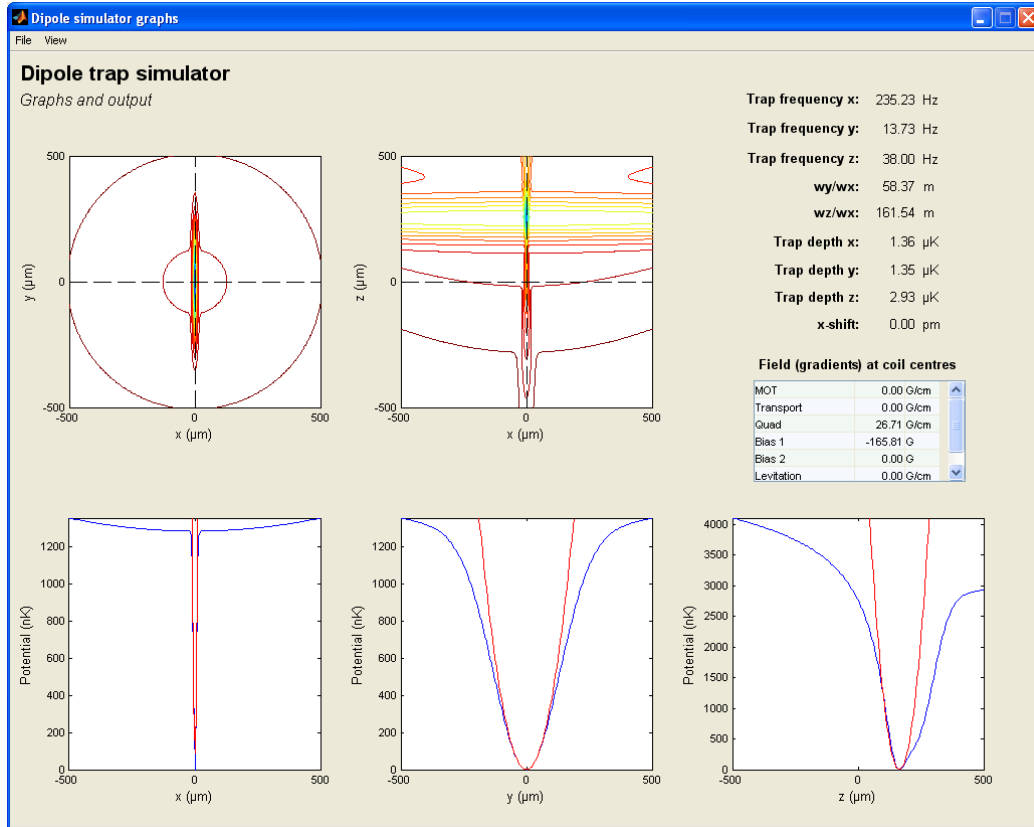 Dipole simulator graphs
File View
Dipole trap simulator
Graphs and output
Trap frequency x: 235.23 Hz
Trap frequency y: 13.73 Hz
Trap frequency z: 38.00 Hz
wy/wx: 58.37 m
wz/wx: 161.54 m
Trap depth x: 1.36 µK
Trap depth y: 1.35 µK
Trap depth z: 2.93 µK
x-shift: 0.00 pm
Field (gradients) at coil centres
MOT 0.00 G/cm
Transport 0.00 G/cm
Quad 26.71 G/cm
Bias 1 -165.81 G
Bias 2 0.00 G
Levitation 0.00 G/cm
500
0
-500
y (µm)
-500 0 500
x (µm)
500
0
-500
z (µm)
-500 0 500
x (µm)
1200
1000
800
600
400
200
0
Potential (nK)
-500 0 500
x (µm)
1200
1000
800
600
400
200
0
Potential (nK)
-500 0 500
y (µm)
4000
3500
3000
2500
2000
1500
1000
500
0
Potential (nK)
-500 0 500
z (µm)